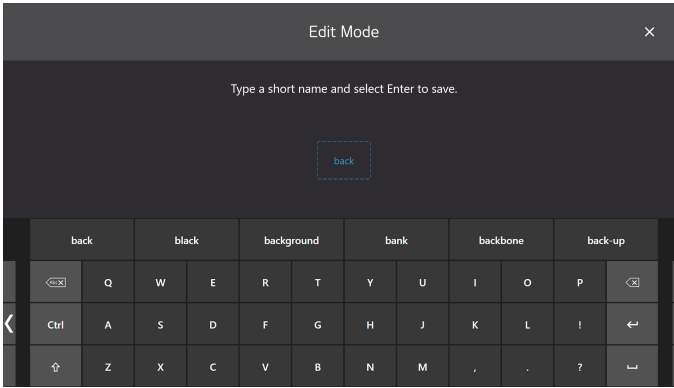 Edit Mode
Type a short name and select Enter to save.
back
back black background bank backbone back-up
Abc Q W E R T Y U I O P
Ctrl A S D F G H J K L !
Z X C V B N M , . ?